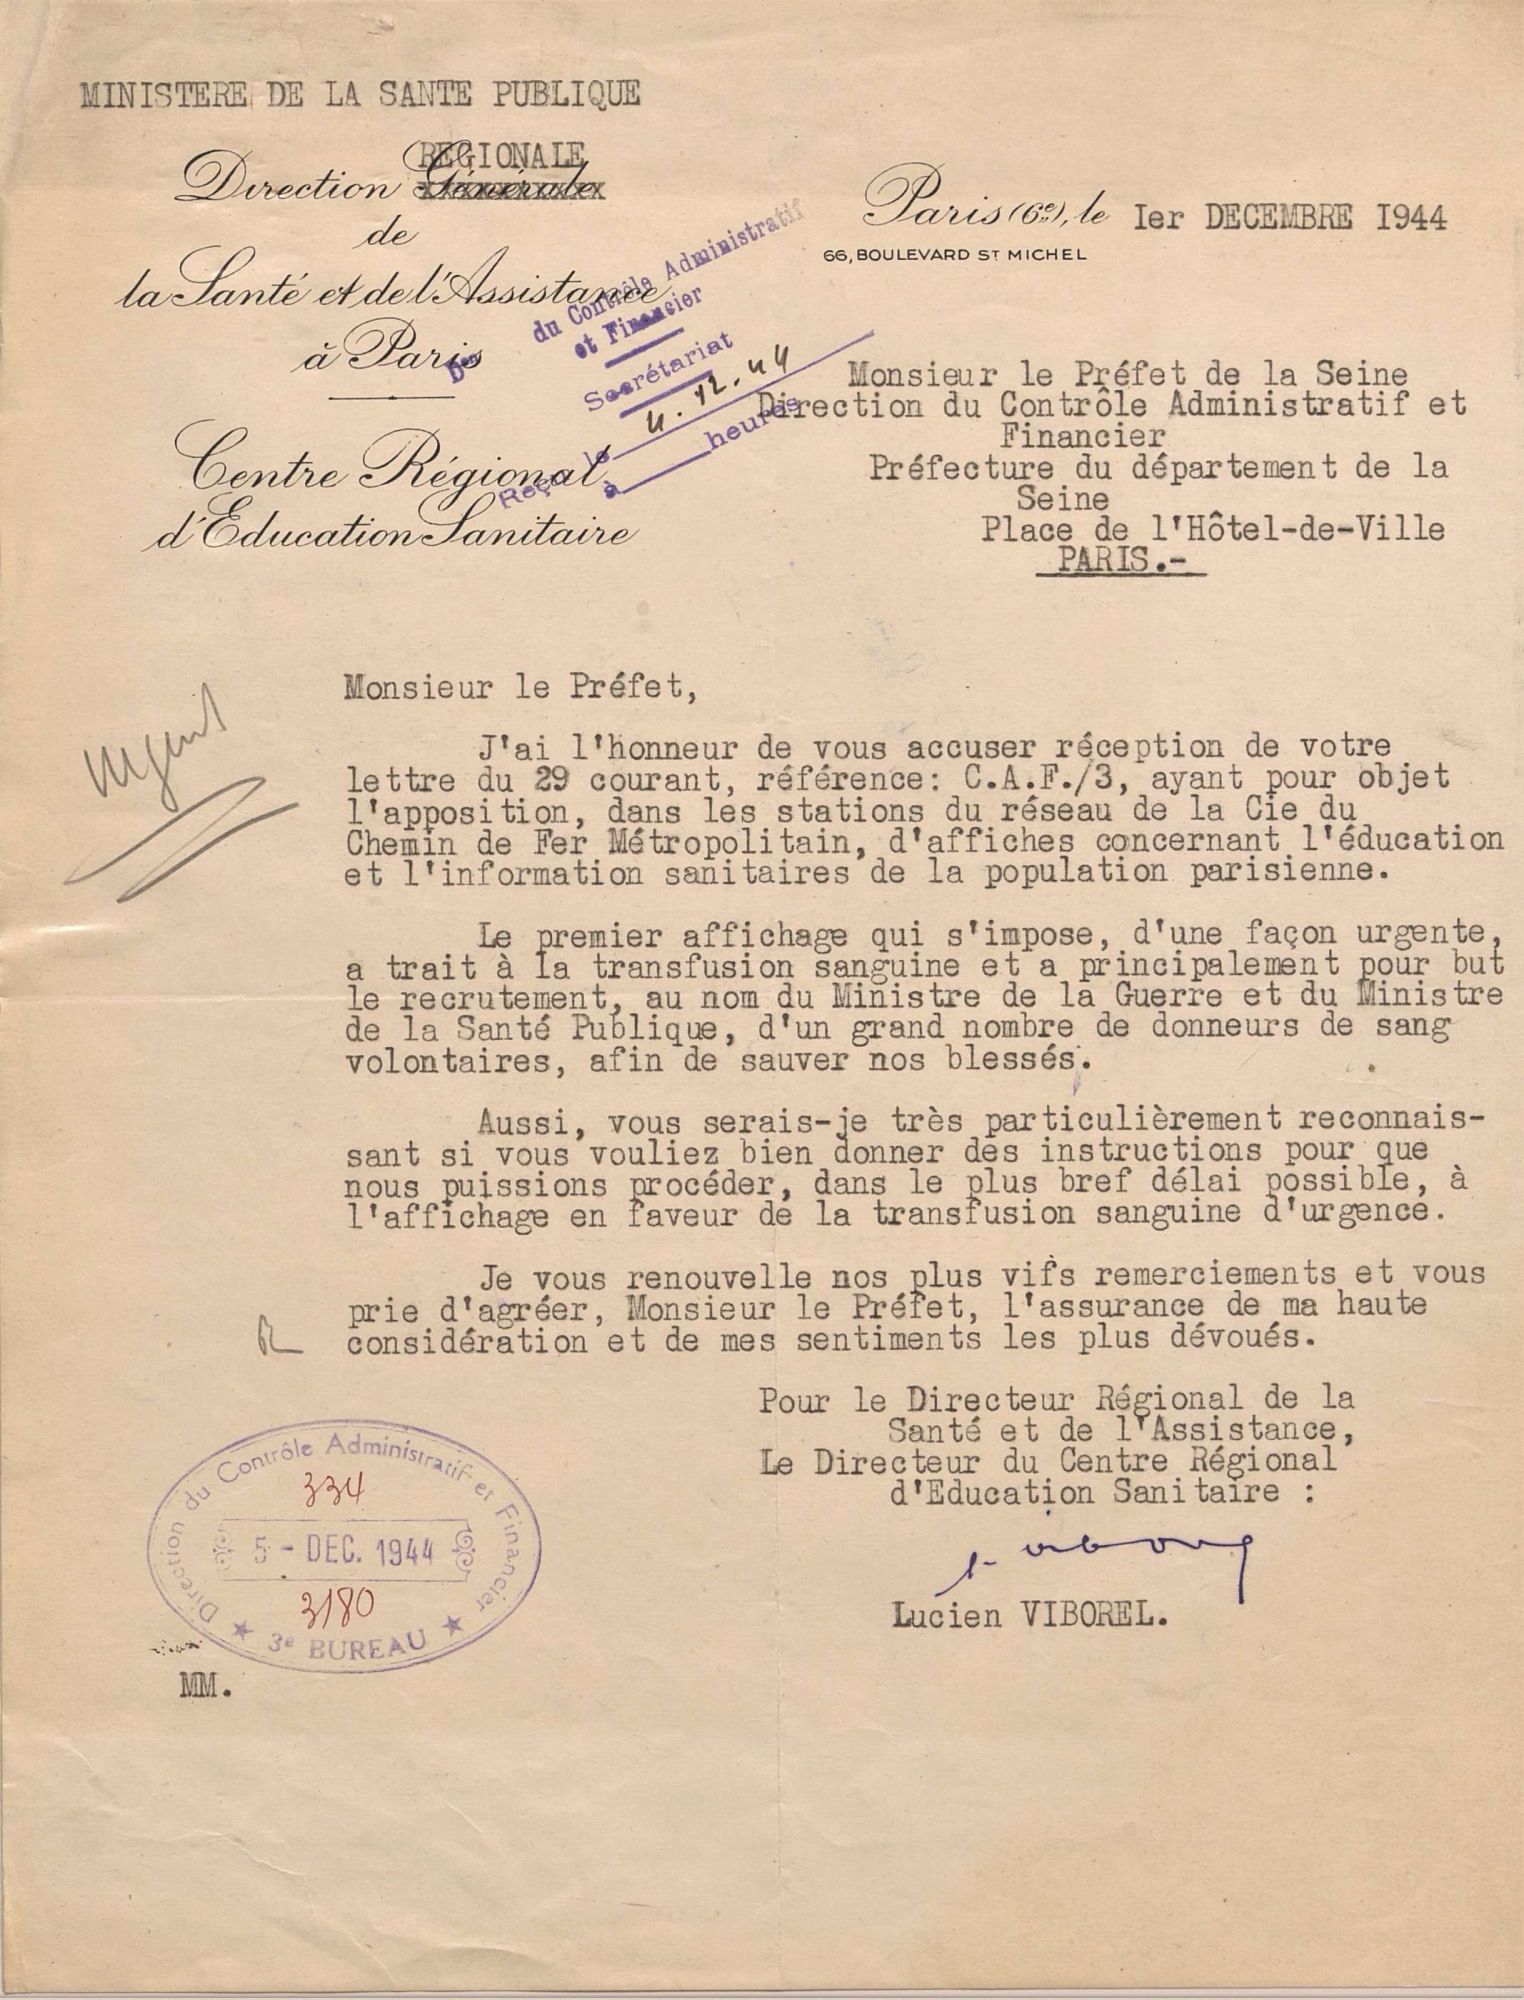 MINISTERE DE LA SANTE PUBLIQUE
REGIONALE
Direction Générale
de
la Santé et de l'Assistance
à Paris
Centre Régional
d'Education Sanitaire
Paris (6e), le Ier DECEMBRE I944
66, BOULEVARD ST MICHEL
Don
du Contrôle Administratif
et Financier
Secrétariat
Reçu le 4.12.44
à heures
Monsieur le Préfet de la Seine
Direction du Contrôle Administratif et
Financier
Préfecture du département de la
Seine
Place de l'Hôtel-de-Ville
PARIS.-
Urgent
Monsieur le Préfet,
J'ai l'honneur de vous accuser réception de votre
lettre du 29 courant, référence: C.A.F./3, ayant pour objet
l'apposition, dans les stations du réseau de la Cie du
Chemin de Fer Métropolitain, d'affiches concernant l'éducation
et l'information sanitaires de la population parisienne.
Le premier affichage qui s'impose, d'une façon urgente,
a trait à la transfusion sanguine et a principalement pour but
le recrutement, au nom du Ministre de la Guerre et du Ministre
de la Santé Publique, d'un grand nombre de donneurs de sang
volontaires, afin de sauver nos blessés.
Aussi, vous serais-je très particulièrement reconnais-
sant si vous vouliez bien donner des instructions pour que
nous puissions procéder, dans le plus bref délai possible, à
l'affichage en faveur de la transfusion sanguine d'urgence.
Je vous renouvelle nos plus vifs remerciements et vous
prie d'agréer, Monsieur le Préfet, l'assurance de ma haute
considération et de mes sentiments les plus dévoués.
R
Pour le Directeur Régional de la
Santé et de l'Assistance,
Le Directeur du Centre Régional
d'Education Sanitaire :
Lucien VIBOREL.
Direction du Contrôle Administratif et Financier
334
5 - DEC. 1944
3180
3e BUREAU
MM.